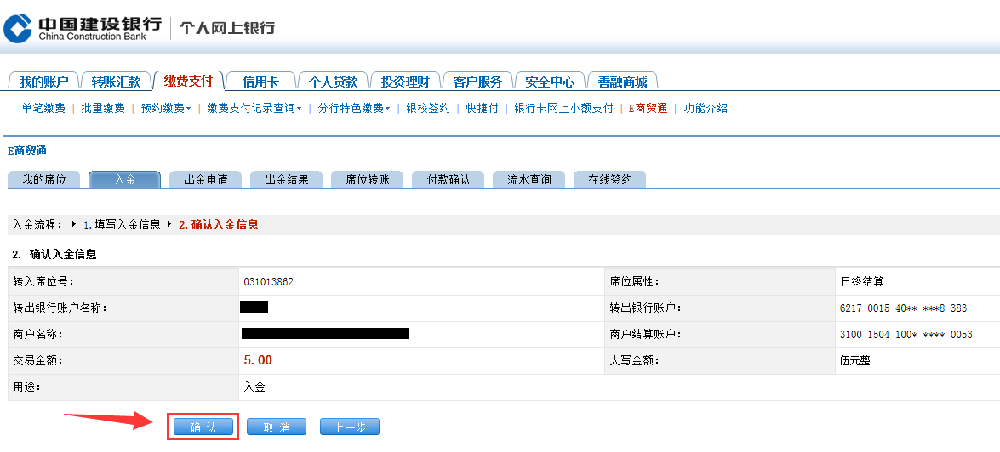 中国建设银行 个人网上银行
China Construction Bank
我的账户 转账汇款 缴费支付 信用卡 个人贷款 投资理财 客户服务 安全中心 善融商城
单笔缴费 | 批量缴费 | 预约缴费 | 缴费支付记录查询 | 分行特色缴费 | 银校签约 | 快捷付 | 银行卡网上小额支付 | E商贸通 | 功能介绍
E商贸通
我的席位 入金 出金申请 出金结果 席位转账 付款确认 流水查询 在线签约
入金流程： 1.填写入金信息 2.确认入金信息
2. 确认入金信息
转入席位号： 031013862 席位属性： 日终结算
转出银行账户名称： 转出银行账户： 6217 0015 40** ***8 383
商户名称： 商户结算账户： 3100 1504 100* **** 0053
交易金额： 5.00 大写金额： 伍元整
用途： 入金
确 认 取 消 上一步